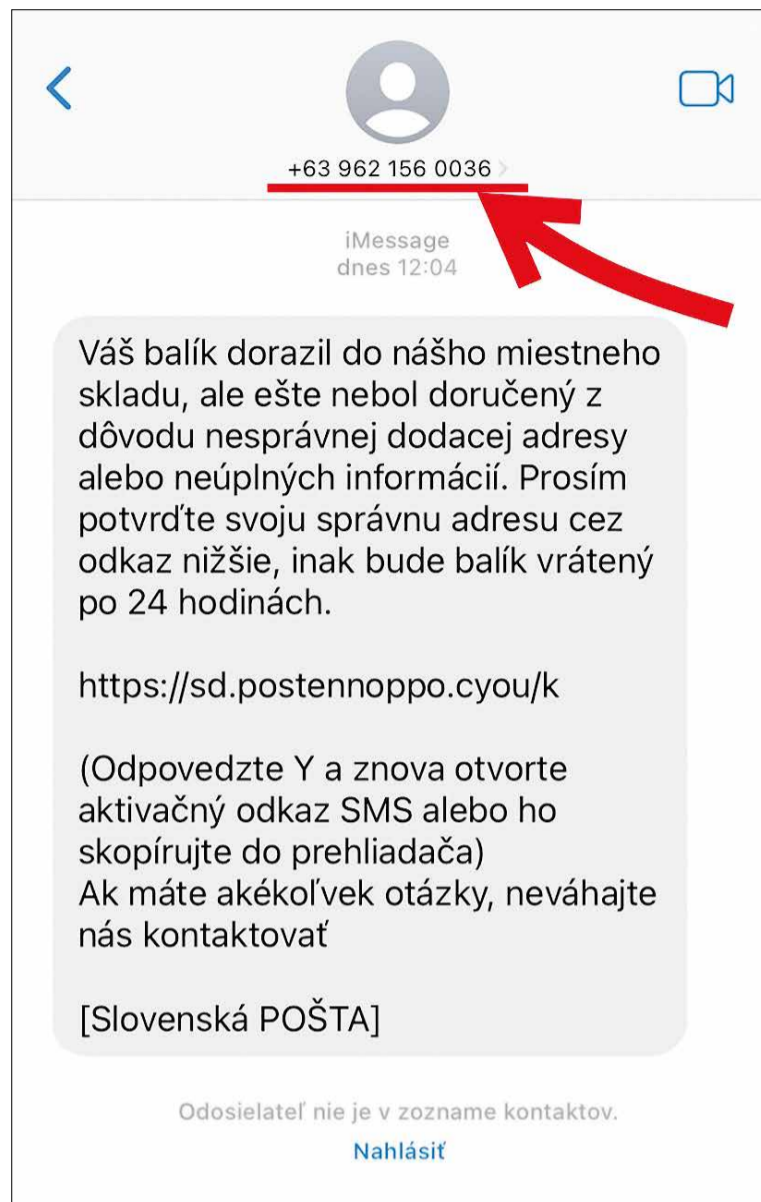 +63 962 156 0036
iMessage
dnes 12:04
Váš balík dorazil do nášho miestneho
skladu, ale ešte nebol doručený z
dôvodu nesprávnej dodacej adresy
alebo neúplných informácií. Prosím
potvrďte svoju správnu adresu cez
odkaz nižšie, inak bude balík vrátený
po 24 hodinách.
https://sd.postennoppo.cyou/k
(Odpovedzte Y a znova otvorte
aktivačný odkaz SMS alebo ho
skopírujte do prehliadača)
Ak máte akékoľvek otázky, neváhajte
nás kontaktovať
[Slovenská POŠTA]
Odosielateľ nie je v zozname kontaktov.
Nahlásiť